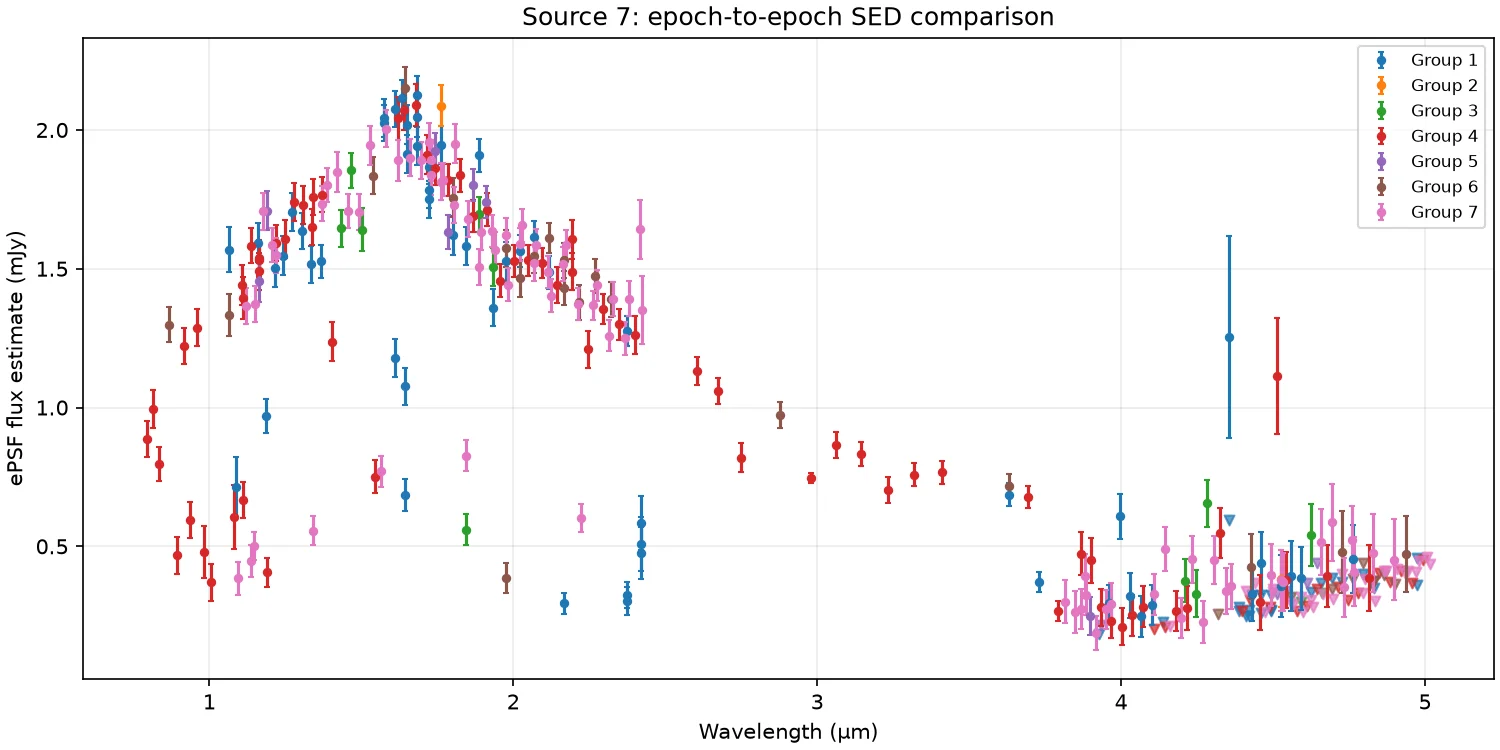 Source 7: epoch-to-epoch SED comparison
ePSF flux estimate (mJy)
2.0
1.5
1.0
0.5
Group 1
Group 2
Group 3
Group 4
Group 5
Group 6
Group 7
1 2 3 4 5
Wavelength (μm)